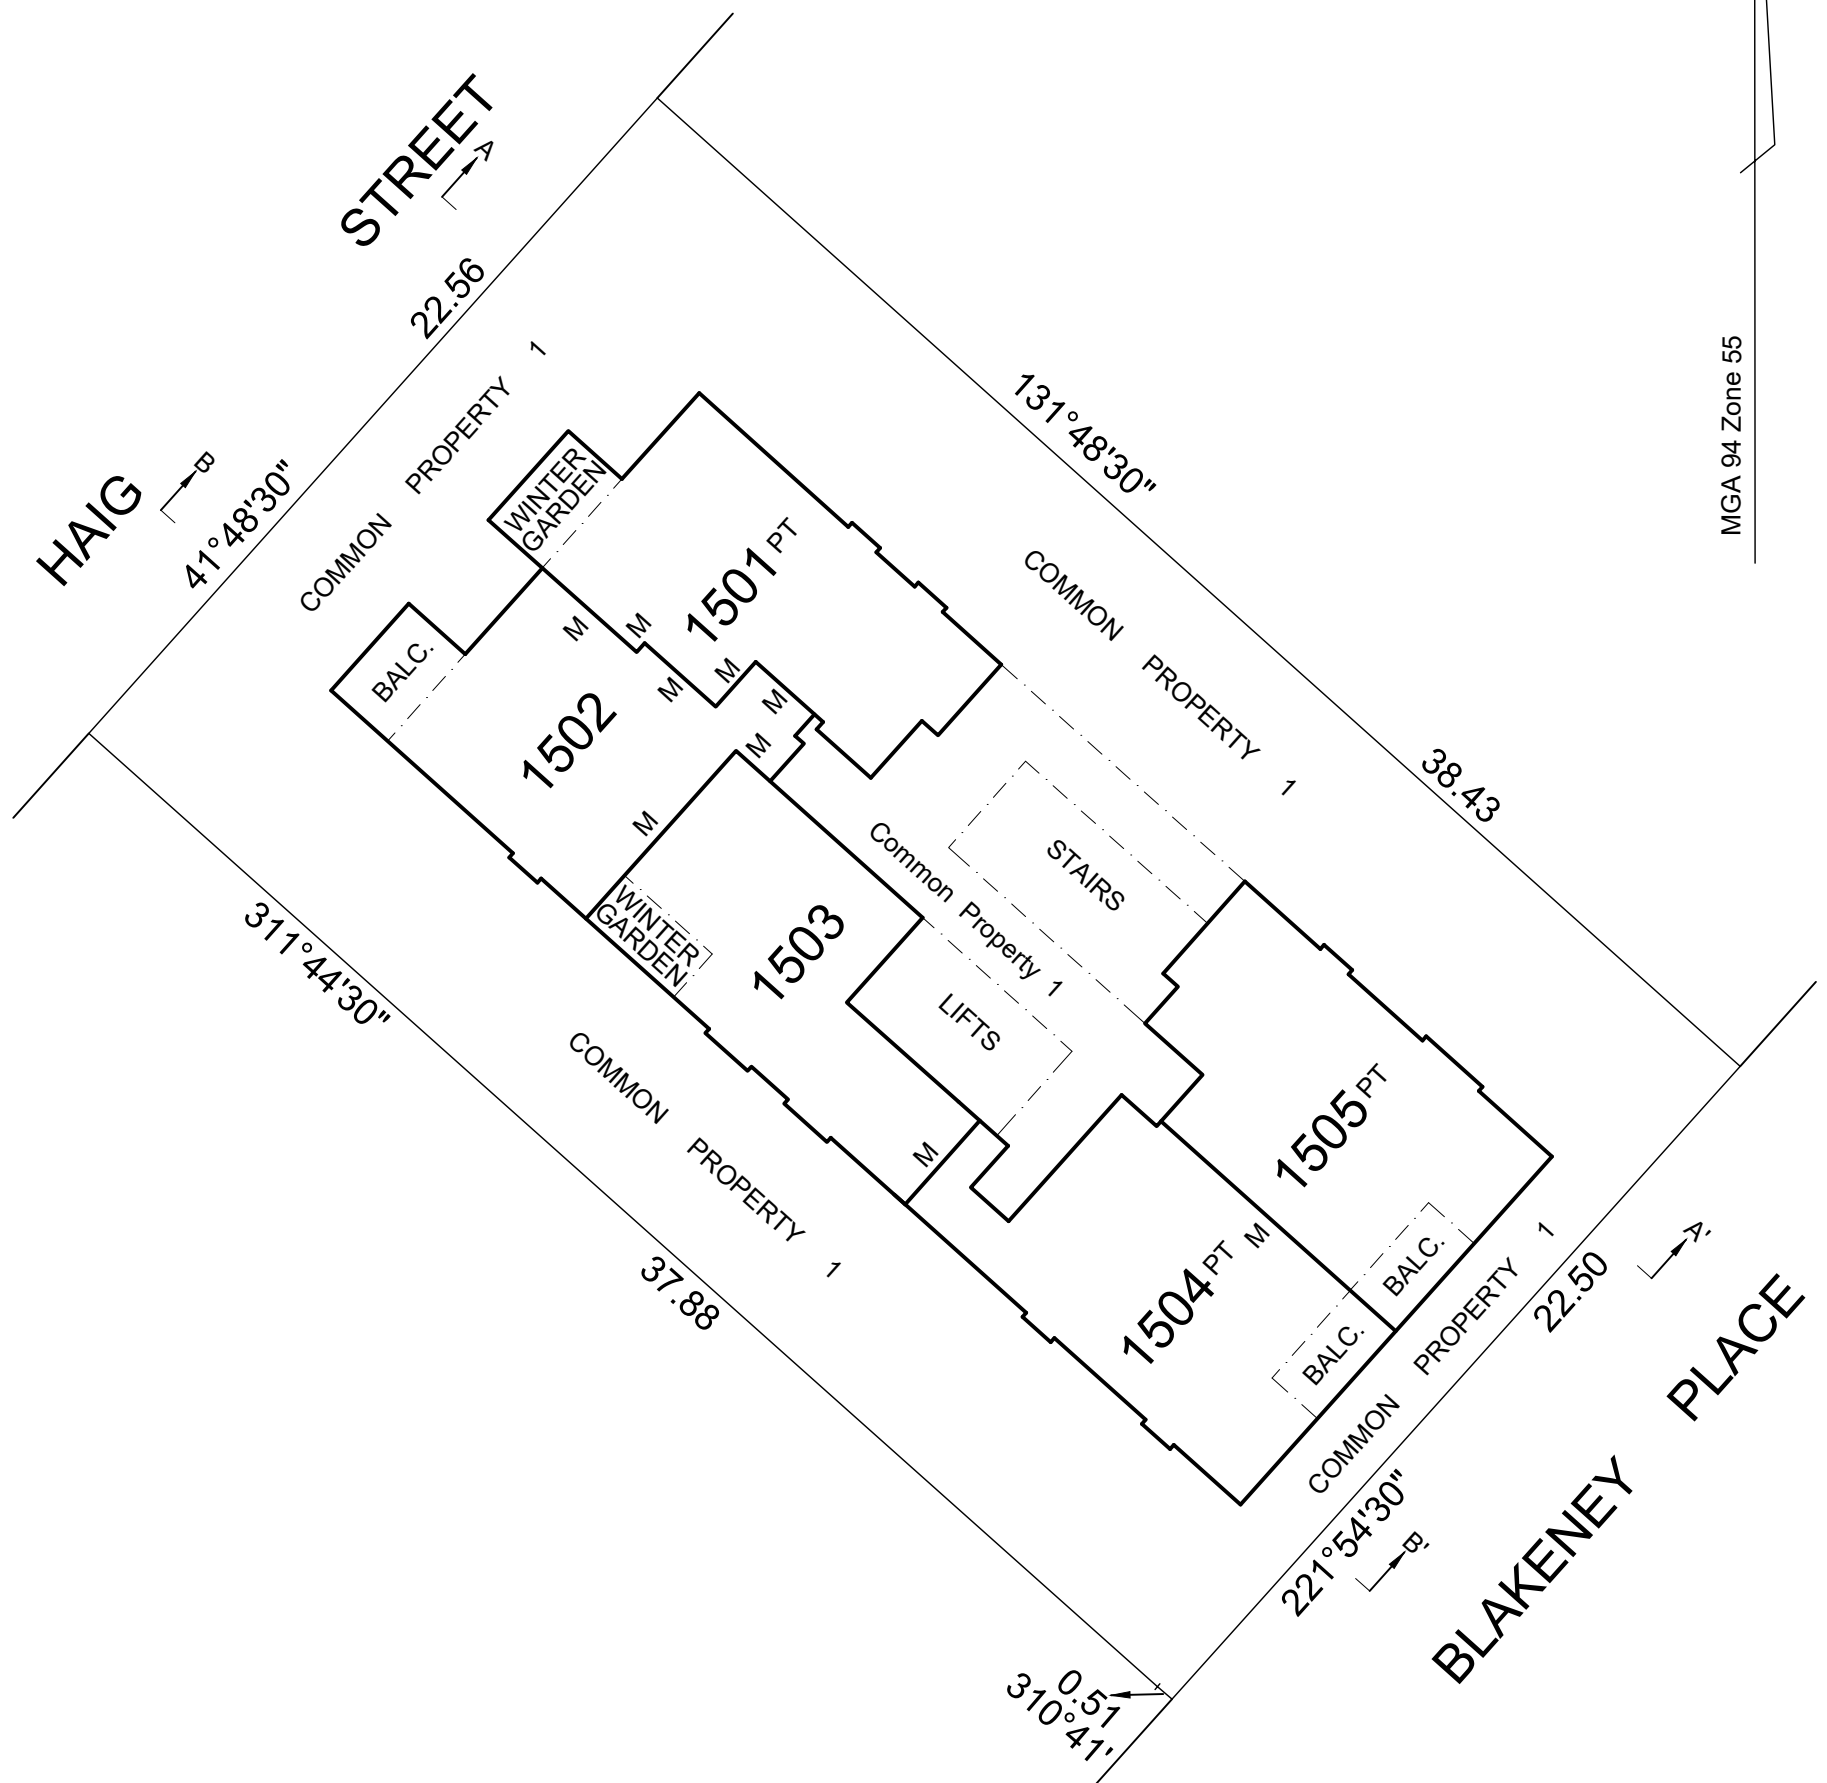 HAIG STREET
A
B
22.56
41°48'30"
COMMON PROPERTY 1
131°48'30"
38.43
MGA 94 Zone 55
COMMON PROPERTY 1
WINTER
GARDEN
1501 PT
M
M
M
M
M
M
M
BALC.
1502
WINTER
GARDEN
1503
Common Property 1
STAIRS
LIFTS
M
1504 PT
M
1505 PT
BALC.
BALC.
COMMON PROPERTY 1
311°44'30"
37.88
COMMON PROPERTY 1
22.50
221°54'30"
A'
B'
BLAKENEY PLACE
0.51
310°41'